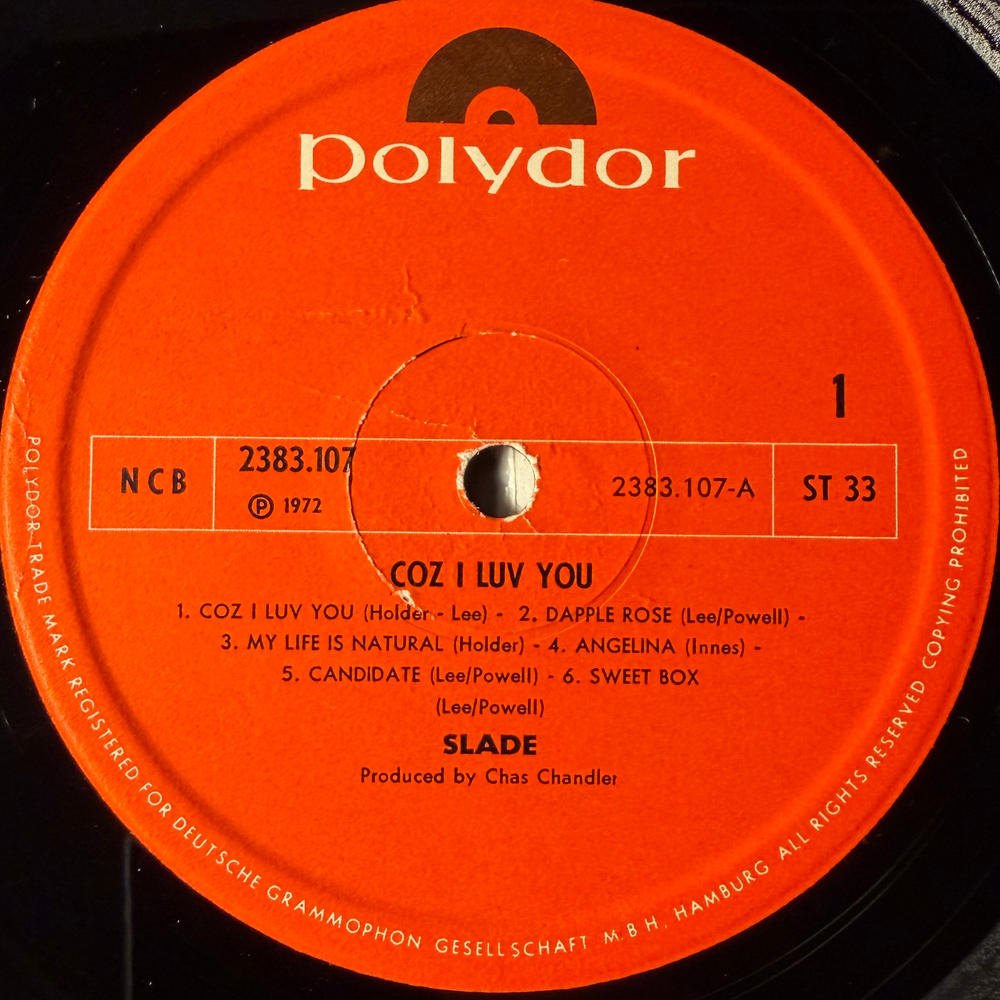 polydor
1
NCB
2383.107
℗ 1972
2383.107-A
ST 33
COZ I LUV YOU
1. COZ I LUV YOU (Holder - Lee) - 2. DAPPLE ROSE (Lee/Powell) -
3. MY LIFE IS NATURAL (Holder) - 4. ANGELINA (Innes) -
5. CANDIDATE (Lee/Powell) - 6. SWEET BOX
(Lee/Powell)
SLADE
Produced by Chas Chandler
POLYDOR-TRADE MARK REGISTERED FOR DEUTSCHE GRAMMOPHON GESELLSCHAFT M.B H. HAMBURG ALL RIGHTS RESERVED COPYING PROHIBITED